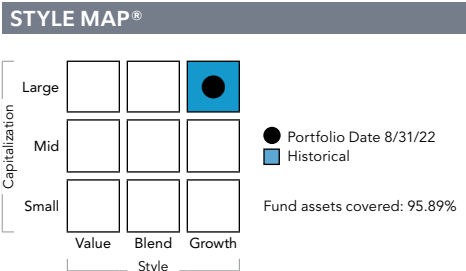 STYLE MAP®
Capitalization
Large
Mid
Small
Value Blend Growth
Style
Portfolio Date 8/31/22
Historical
Fund assets covered: 95.89%